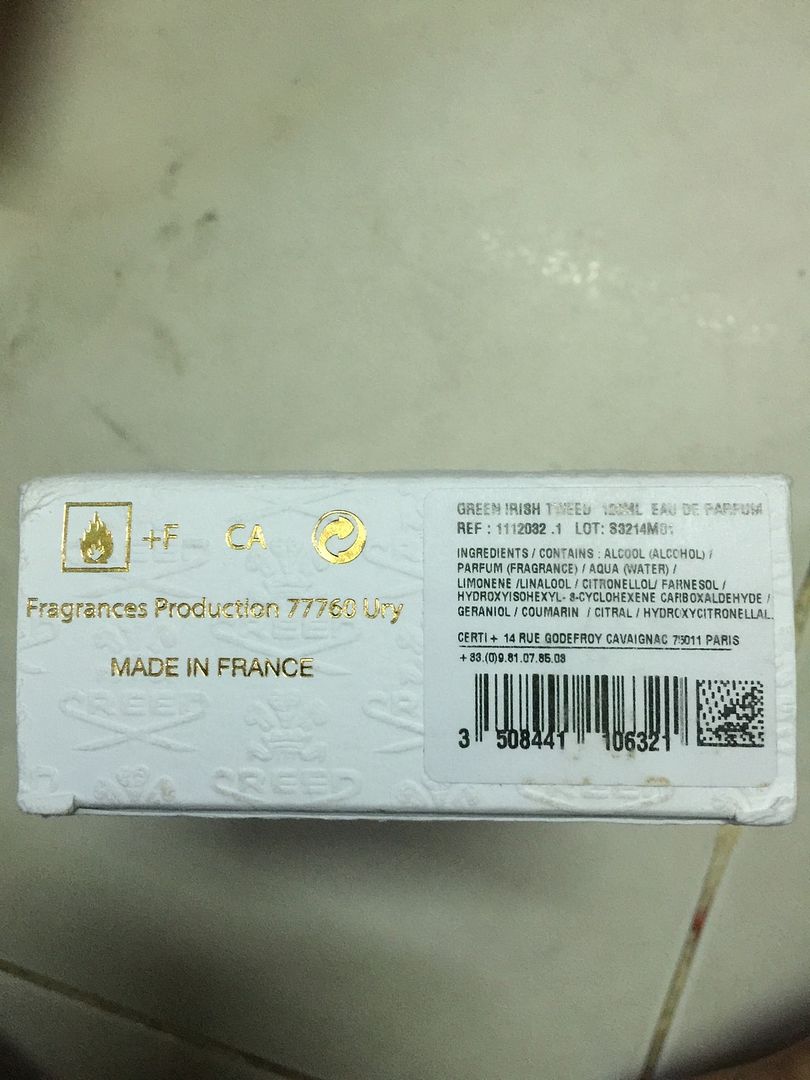 +F CA
Fragrances Production 77760 Ury
MADE IN FRANCE
CREED
CREED
GREEN IRISH TWEED EAU DE PARFUM
REF : 1112032 .1 LOT:
INGREDIENTS / CONTAINS : ALCOOL (ALCOHOL) /
PARFUM (FRAGRANCE) / AQUA (WATER) /
LIMONENE /LINALOOL / CITRONELLOL/ FARNESOL /
HYDROXYISOHEXYL- 3-CYCLOHEXENE CARBOXALDEHYDE /
GERANIOL / COUMARIN / CITRAL / HYDROXYCITRONELLAL.
CERTI + 14 RUE GODEFROY CAVAIGNAC 75011 PARIS
+ 33.(0)9.81.07.85.03
3 508441 106321